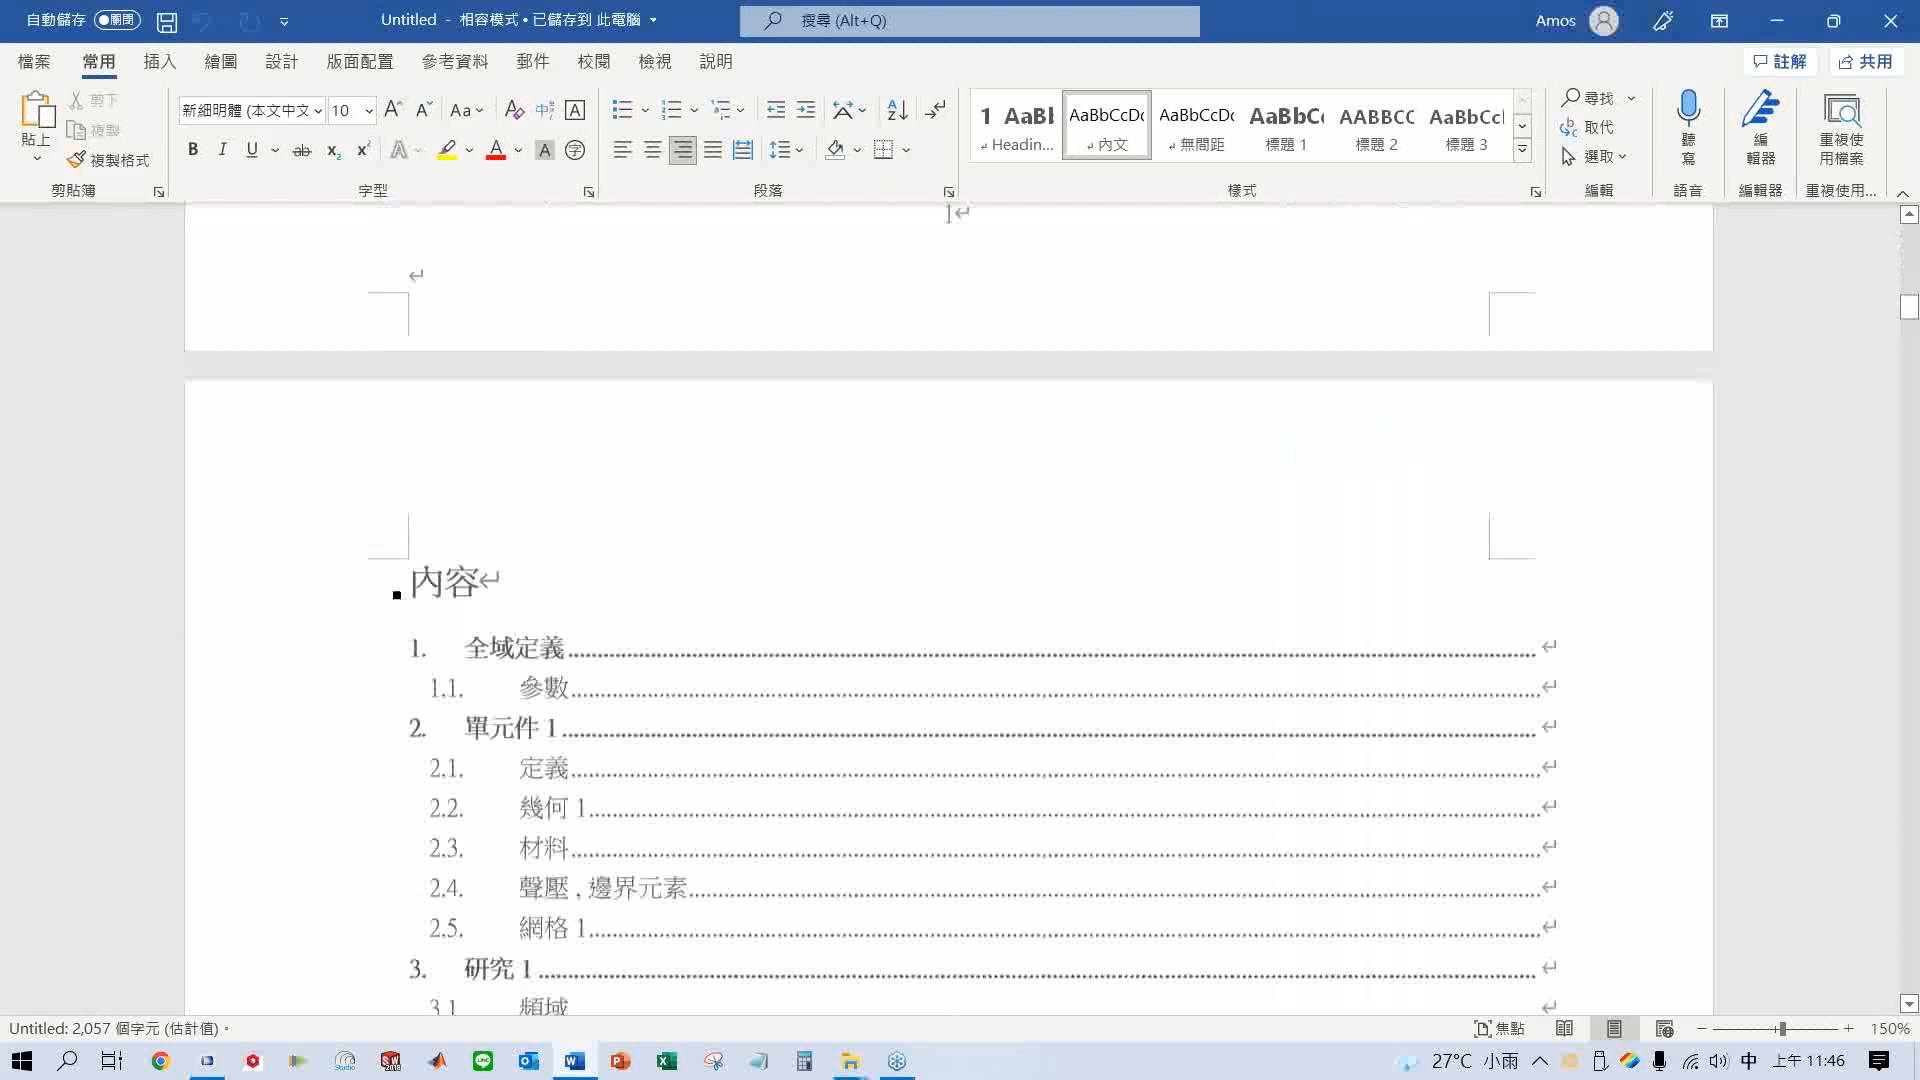 自動儲存 關閉 Untitled - 相容模式 • 已儲存到 此電腦 搜尋 (Alt+Q) Amos
檔案 常用 插入 繪圖 設計 版面配置 參考資料 郵件 校閱 檢視 說明 註解 共用
貼上 剪下 複製 複製格式 剪貼簿
新細明體 (本文中文 10 字型
段落
1 AaBb AaBbCcDc AaBbCcDc AaBbCc AABBCC AaBbCcl
Headin... 內文 無間距 標題 1 標題 2 標題 3
樣式
尋找
取代
選取
編輯
聽寫 語音
編輯器 編輯器
重複使用檔案 重複使用...
1
內容
1. 全域定義
1.1. 參數
2. 單元件 1
2.1. 定義
2.2. 幾何 1
2.3. 材料
2.4. 聲壓 , 邊界元素
2.5. 網格 1
3. 研究 1
3.1 頻域
Untitled: 2,057 個字元 (估計值)。 焦點 150%
27°C 小雨 中 上午 11:46